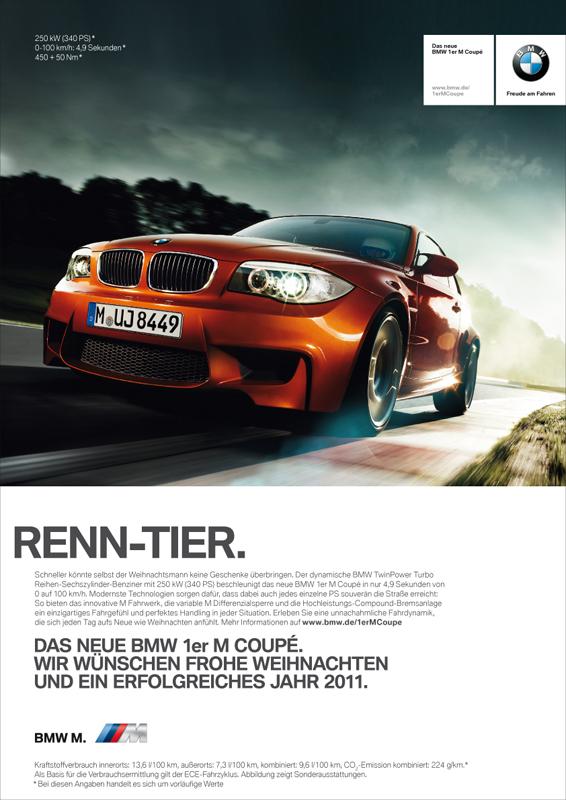 250 kW (340 PS)*
0-100 km/h: 4,9 Sekunden*
450 + 50 Nm*
Das neue
BMW 1er M Coupé
www.bmw.de/
1erMCoupe
BMW
Freude am Fahren
M UJ 8449
RENN-TIER.
Schneller könnte selbst der Weihnachtsmann keine Geschenke überbringen. Der dynamische BMW TwinPower Turbo
Reihen-Sechszylinder-Benziner mit 250 kW (340 PS) beschleunigt das neue BMW 1er M Coupé in nur 4,9 Sekunden von
0 auf 100 km/h. Modernste Technologien sorgen dafür, dass dabei auch jedes einzelne PS souverän die Straße erreicht:
So bieten das innovative M Fahrwerk, die variable M Differenzialsperre und die Hochleistungs-Compound-Bremsanlage
ein einzigartiges Fahrgefühl und perfektes Handling in jeder Situation. Erleben Sie eine unnachahmliche Fahrdynamik,
die sich jeden Tag aufs Neue wie Weihnachten anfühlt. Mehr Informationen auf www.bmw.de/1erMCoupe
DAS NEUE BMW 1er M COUPÉ.
WIR WÜNSCHEN FROHE WEIHNACHTEN
UND EIN ERFOLGREICHES JAHR 2011.
BMW M. M
Kraftstoffverbrauch innerorts: 13,6 l/100 km, außerorts: 7,3 l/100 km, kombiniert: 9,6 l/100 km, CO₂-Emission kombiniert: 224 g/km.*
Als Basis für die Verbrauchsermittlung gilt der ECE-Fahrzyklus. Abbildung zeigt Sonderausstattungen.
* Bei diesen Angaben handelt es sich um vorläufige Werte